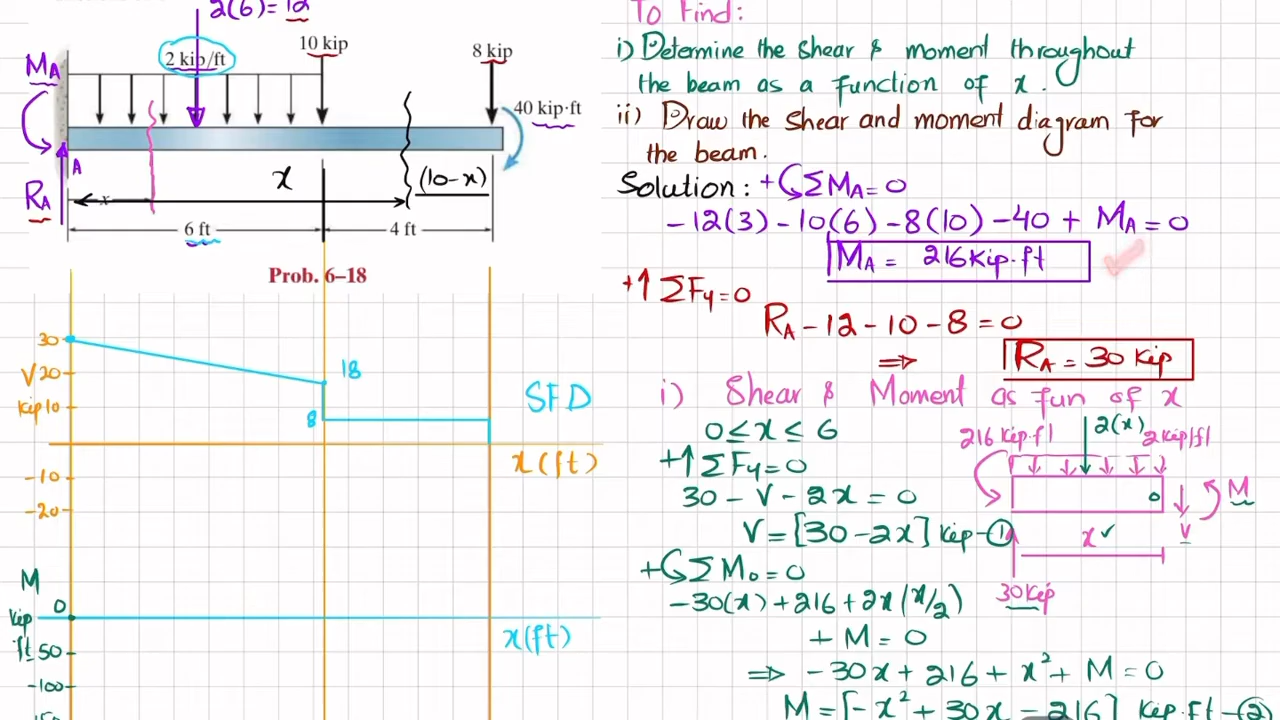 2(6)=12
10 kip
2 kip/ft
8 kip
MA
40 kip·ft
A
x
(10-x)
RA
x
6 ft
4 ft
Prob. 6–18
30
18
V 20
SFD
kip 10
8
x(ft)
-10
-20
M
0
kip
ft
x(ft)
50
-100
To Find:
i) Determine the shear & moment throughout
the beam as a function of x.
ii) Draw the shear and moment diagram for
the beam.
Solution: +↺ΣMA=0
-12(3) -10(6) -8(10) -40 + MA = 0
MA = 216 Kip.ft
+↑ΣFy=0
RA -12-10-8=0
⇒ RA = 30 Kip
i) Shear & Moment as fun of x
0≤x≤6
216 Kip.ft
2(x)
2 Kip/ft
+↑ΣFy=0
30 - V - 2x = 0
M
V = [30-2x] Kip-①
x✓
V
+↺ΣMo=0
-30(x)+216+2x(x/2)
30 Kip
+ M = 0
⇒ -30x+216+x²+ M=0
M=[-x²+30x-216] Kip.ft-②